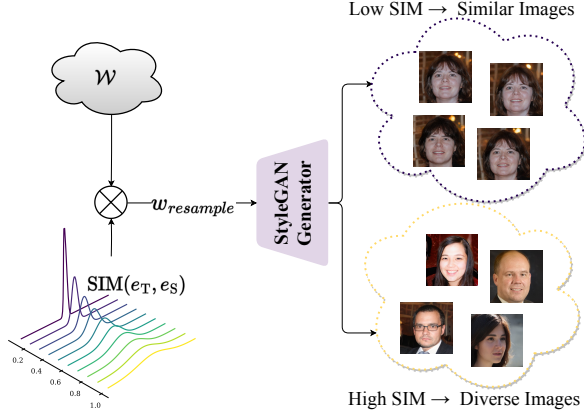 Low SIM → Similar Images
𝒲
w_resample
StyleGAN
Generator
SIM(e_T, e_S)
0.2
0.4
0.6
0.8
1.0
High SIM → Diverse Images